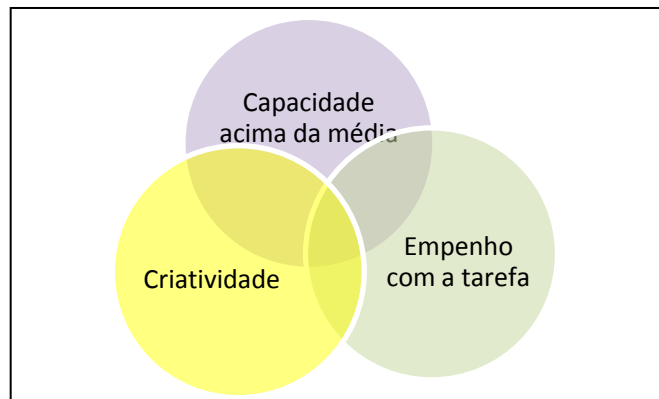 Capacidade
acima da média
Empenho
com a tarefa
Criatividade